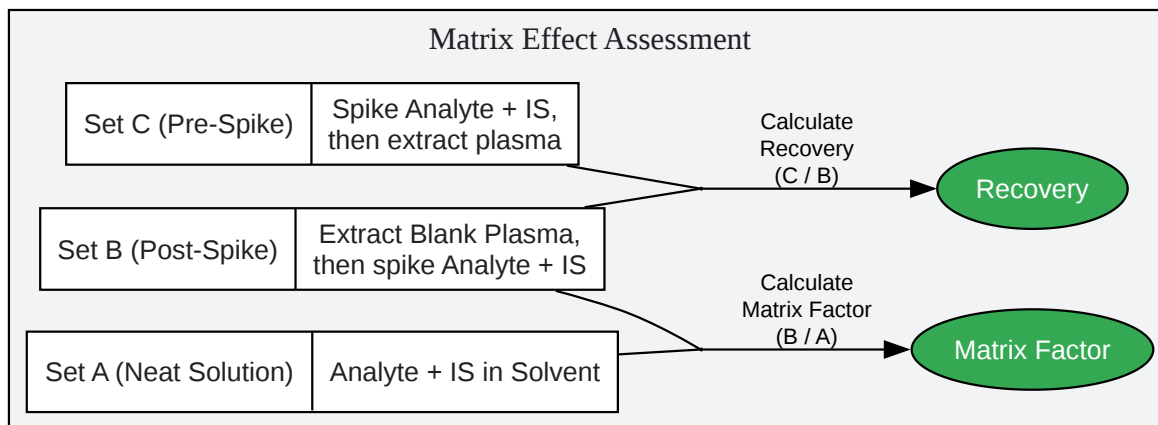 Matrix Effect Assessment
Set C (Pre-Spike)
Spike Analyte + IS,
then extract plasma
Calculate
Recovery
(C / B)
Recovery
Set B (Post-Spike)
Extract Blank Plasma,
then spike Analyte + IS
Calculate
Matrix Factor
(B / A)
Matrix Factor
Set A (Neat Solution)
Analyte + IS in Solvent